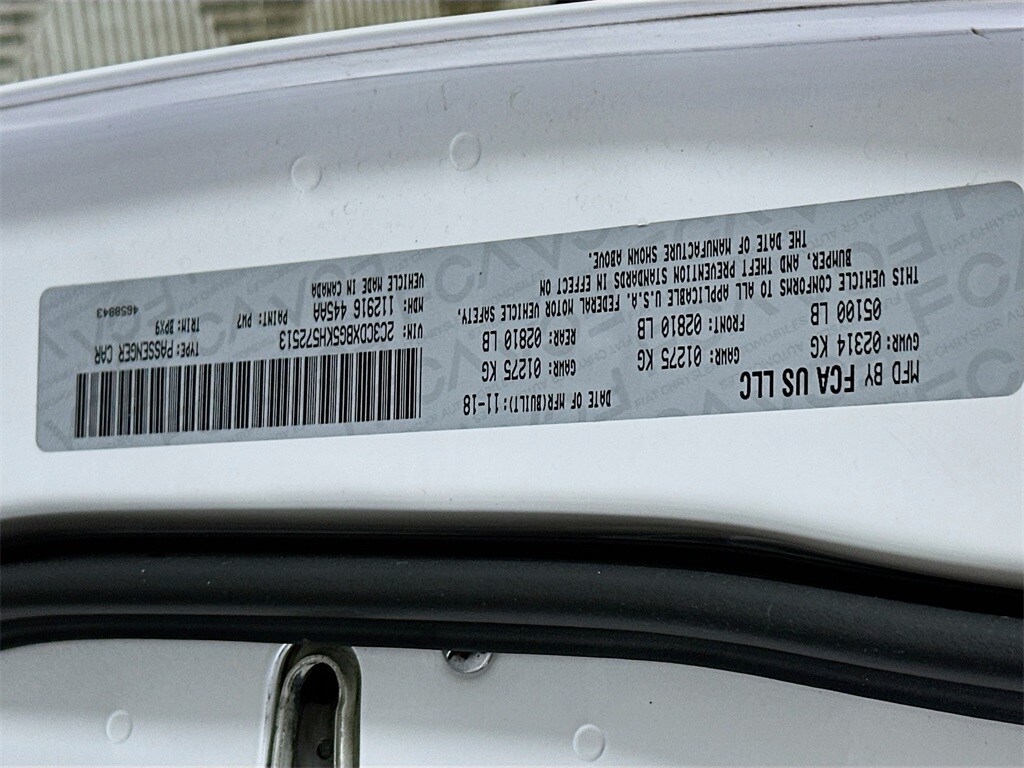 MFD BY FCA US LLC
DATE OF MFR(BUILT): 11-18
GVWR: 02314 KG
GAWR: 01275 KG
GAWR: 01275 KG
05100 LB
FRONT: 02810 LB
REAR: 02810 LB
THIS VEHICLE CONFORMS TO ALL APPLICABLE U.S.A. FEDERAL MOTOR VEHICLE SAFETY,
BUMPER, AND THEFT PREVENTION STANDARDS IN EFFECT ON
THE DATE OF MANUFACTURE SHOWN ABOVE.
TYPE: PASSENGER CAR
VIN: 2C3CDXBG5KH572513
PAINT: PW7
TRIM: BPX9
MDH: 112916 445AA
VEHICLE MADE IN CANADA
4658843